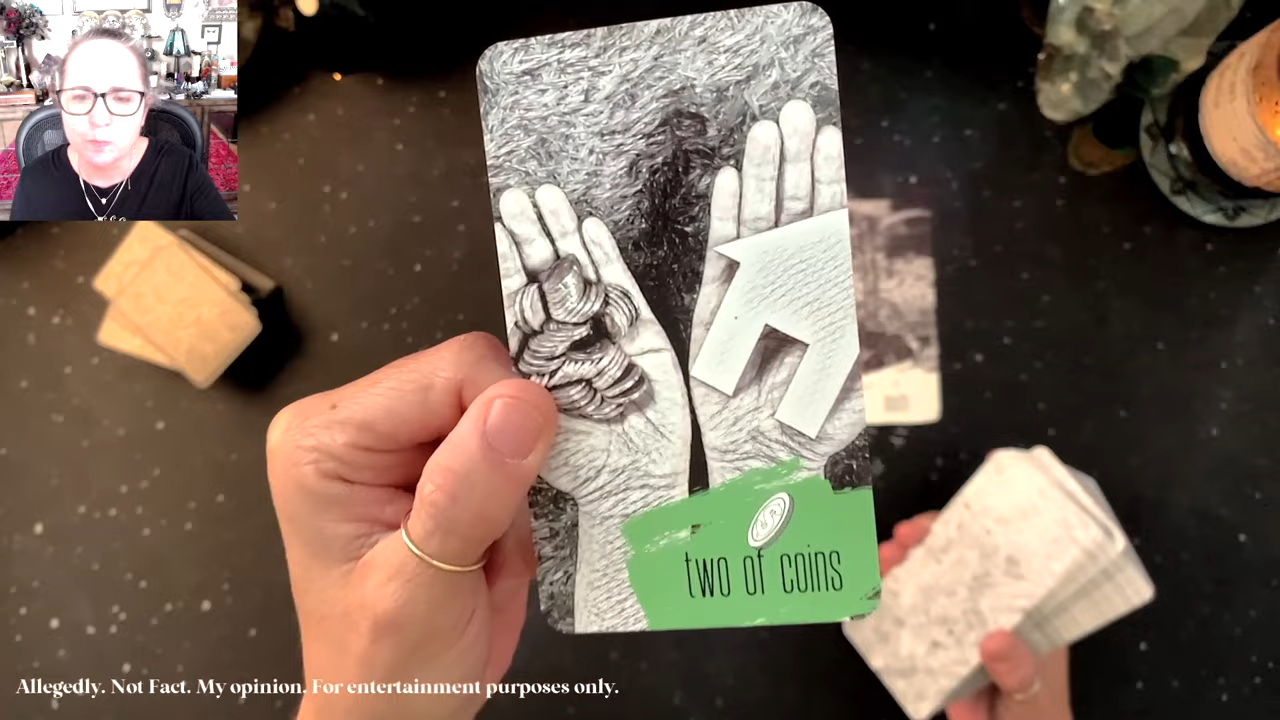 two of coins
Allegedly. Not Fact. My opinion. For entertainment purposes only.